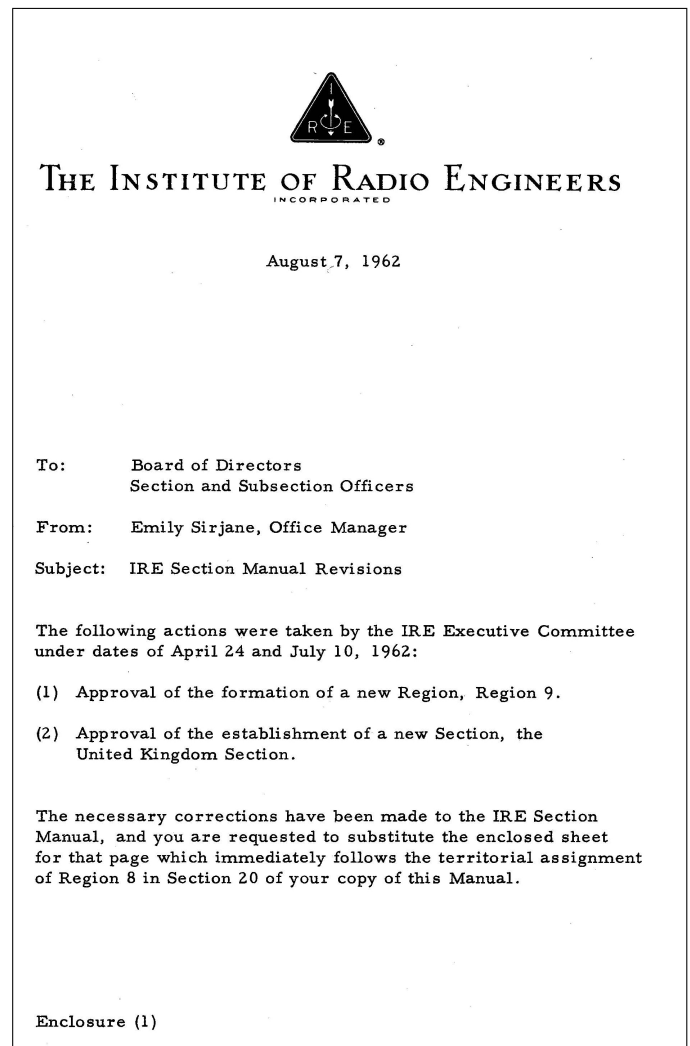 I
R E
®
THE INSTITUTE OF RADIO ENGINEERS
INCORPORATED
August 7, 1962
To: Board of Directors
Section and Subsection Officers
From: Emily Sirjane, Office Manager
Subject: IRE Section Manual Revisions
The following actions were taken by the IRE Executive Committee
under dates of April 24 and July 10, 1962:
(1) Approval of the formation of a new Region, Region 9.
(2) Approval of the establishment of a new Section, the
United Kingdom Section.
The necessary corrections have been made to the IRE Section
Manual, and you are requested to substitute the enclosed sheet
for that page which immediately follows the territorial assignment
of Region 8 in Section 20 of your copy of this Manual.
Enclosure (1)